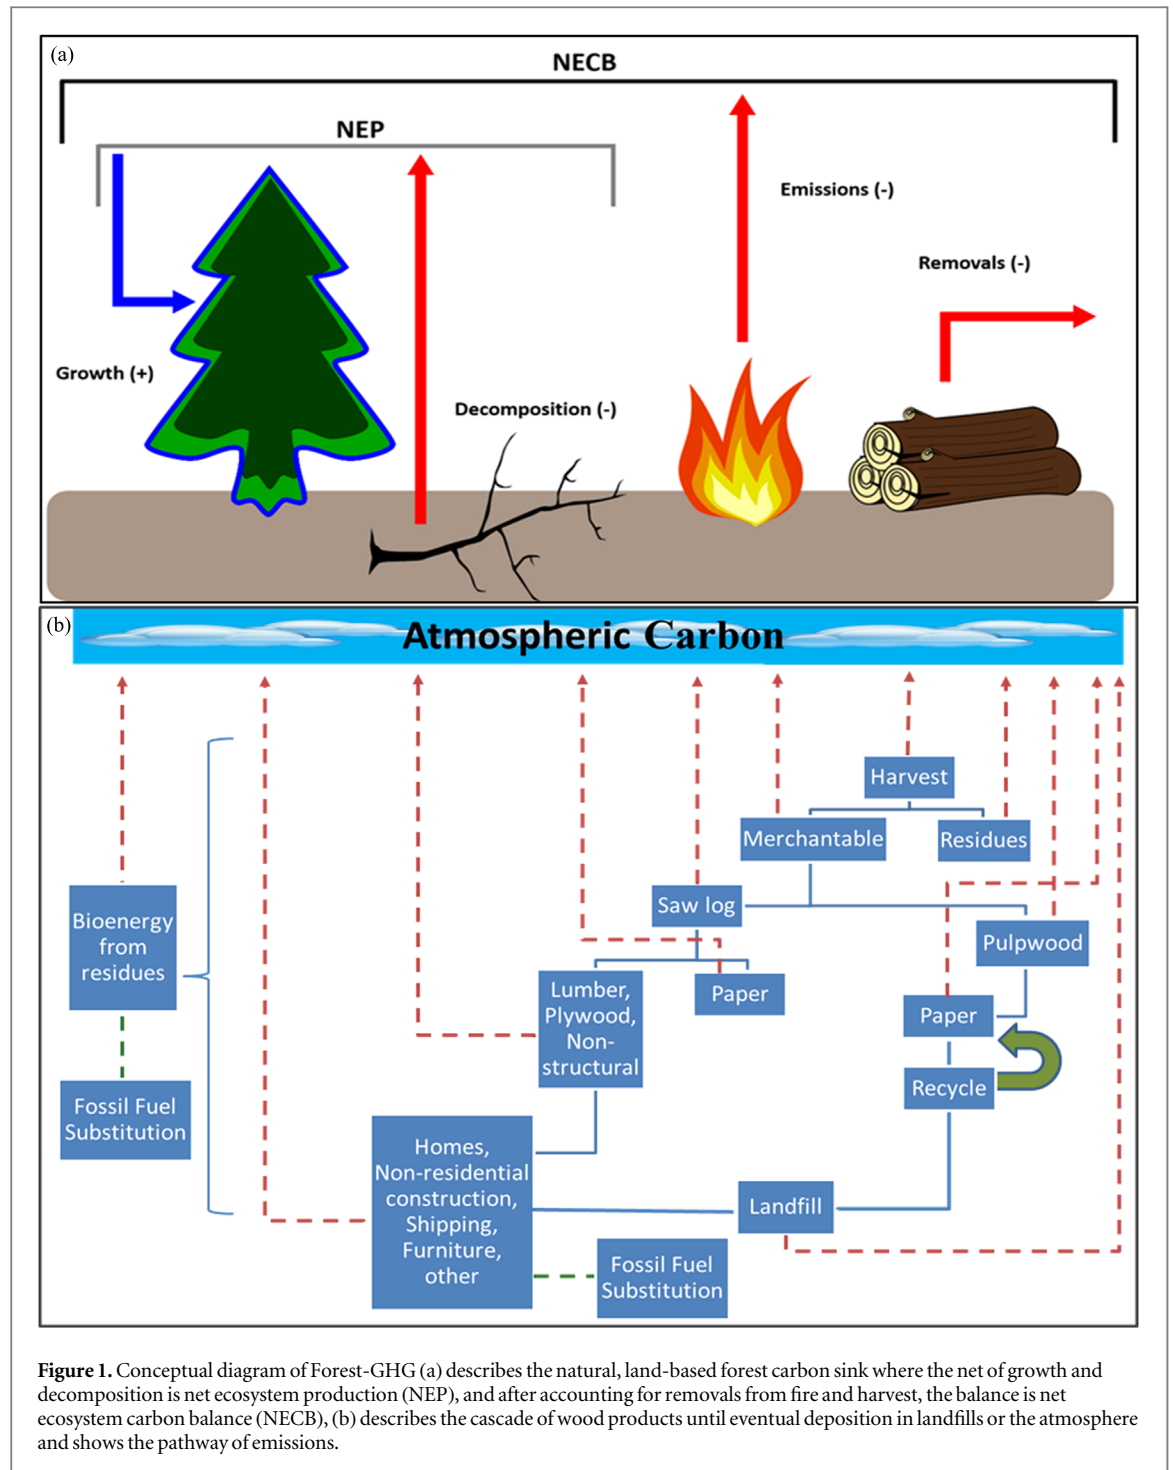 (a)
NECB
NEP
Emissions (-)
Removals (-)
Growth (+)
Decomposition (-)
(b)
Atmospheric Carbon
Harvest
Merchantable
Residues
Saw log
Bioenergy
from
residues
Pulpwood
Lumber,
Plywood,
Non-
structural
Paper
Paper
Recycle
Fossil Fuel
Substitution
Homes,
Non-residential
construction,
Shipping,
Furniture,
other
Landfill
Fossil Fuel
Substitution
Figure 1. Conceptual diagram of Forest-GHG (a) describes the natural, land-based forest carbon sink where the net of growth and
decomposition is net ecosystem production (NEP), and after accounting for removals from fire and harvest, the balance is net
ecosystem carbon balance (NECB), (b) describes the cascade of wood products until eventual deposition in landfills or the atmosphere
and shows the pathway of emissions.